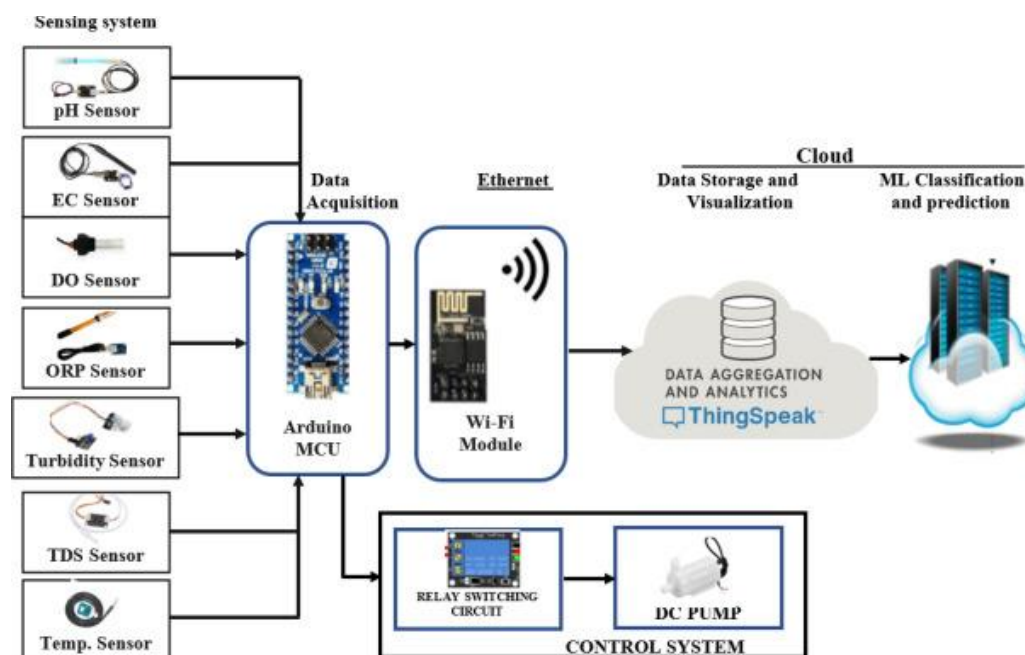 Sensing system
pH Sensor
EC Sensor
DO Sensor
ORP Sensor
Turbidity Sensor
TDS Sensor
Temp. Sensor
Data
Acquisition
Arduino
MCU
Ethernet
Wi-Fi
Module
Cloud
Data Storage and
Visualization
ML Classification
and prediction
DATA AGGREGATION
AND ANALYTICS
ThingSpeak
RELAY SWITCHING
CIRCUIT
DC PUMP
CONTROL SYSTEM